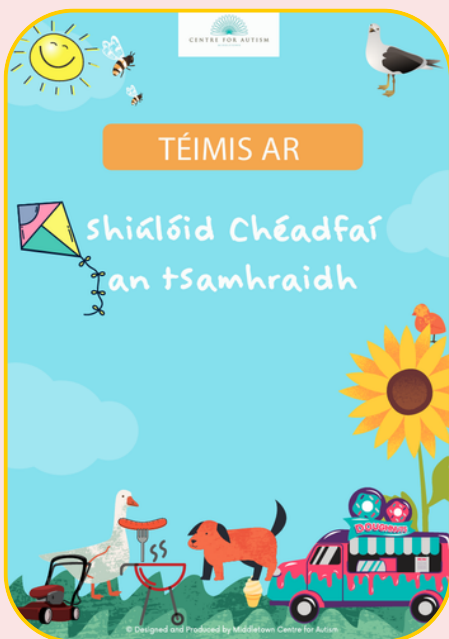 CENTRE FOR AUTISM
TÉIMIS AR
shiúlóid Chéadfaí
an tSamhraidh
DOUGHNUTS
© Designed and Produced by Middletown Centre for Autism